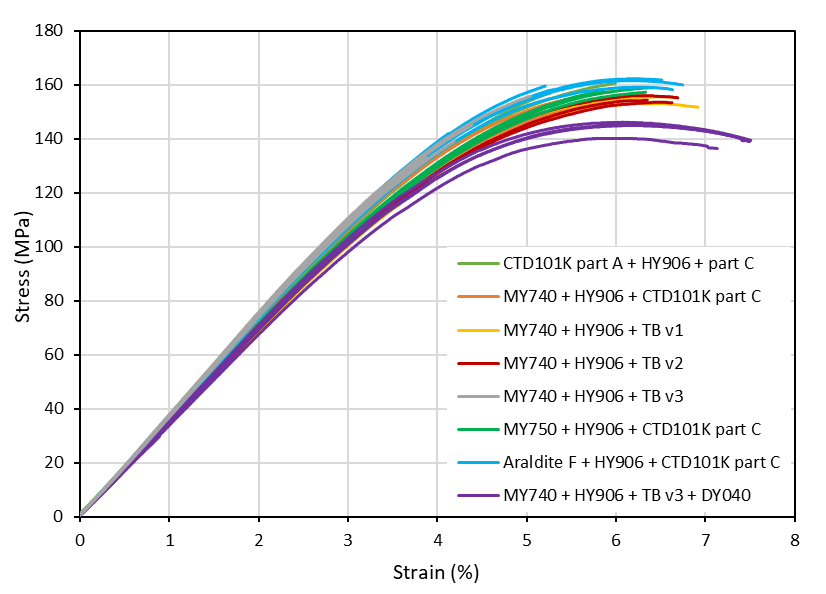 180
160
140
120
100
80
60
40
20
0
Stress (MPa)
CTD101K part A + HY906 + part C
MY740 + HY906 + CTD101K part C
MY740 + HY906 + TB v1
MY740 + HY906 + TB v2
MY740 + HY906 + TB v3
MY750 + HY906 + CTD101K part C
Araldite F + HY906 + CTD101K part C
MY740 + HY906 + TB v3 + DY040
0 1 2 3 4 5 6 7 8
Strain (%)